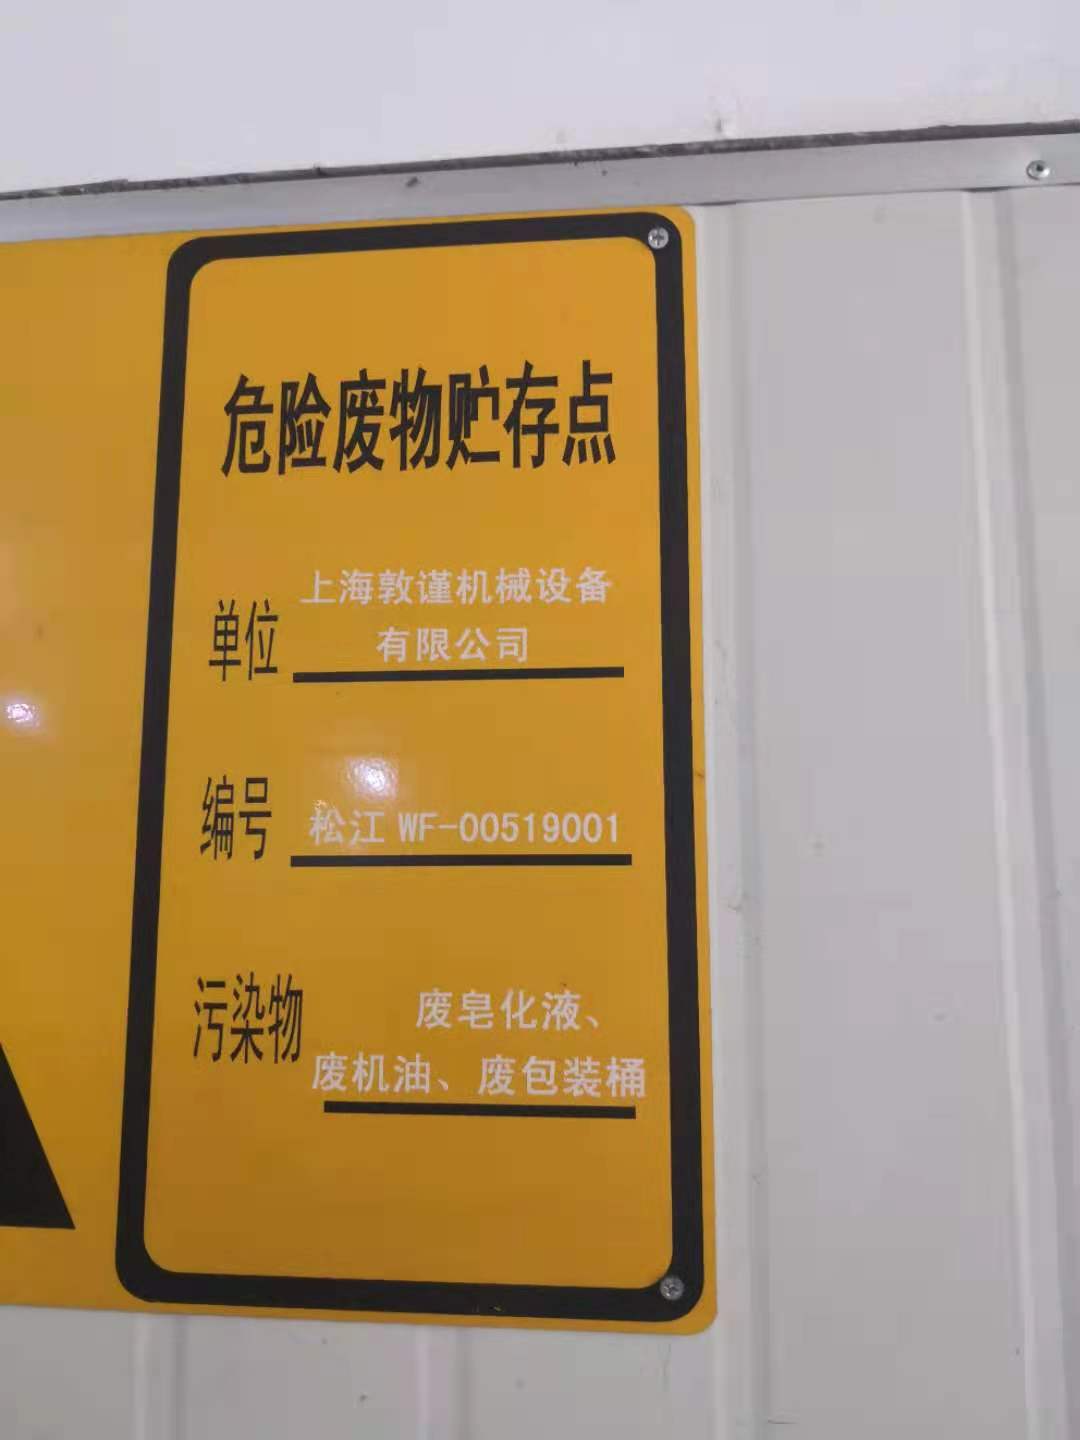 危险废物贮存点
上海敦谨机械设备
单位 有限公司
编号 松江 WF-00519001
污染物 废皂化液、
废机油、废包装桶